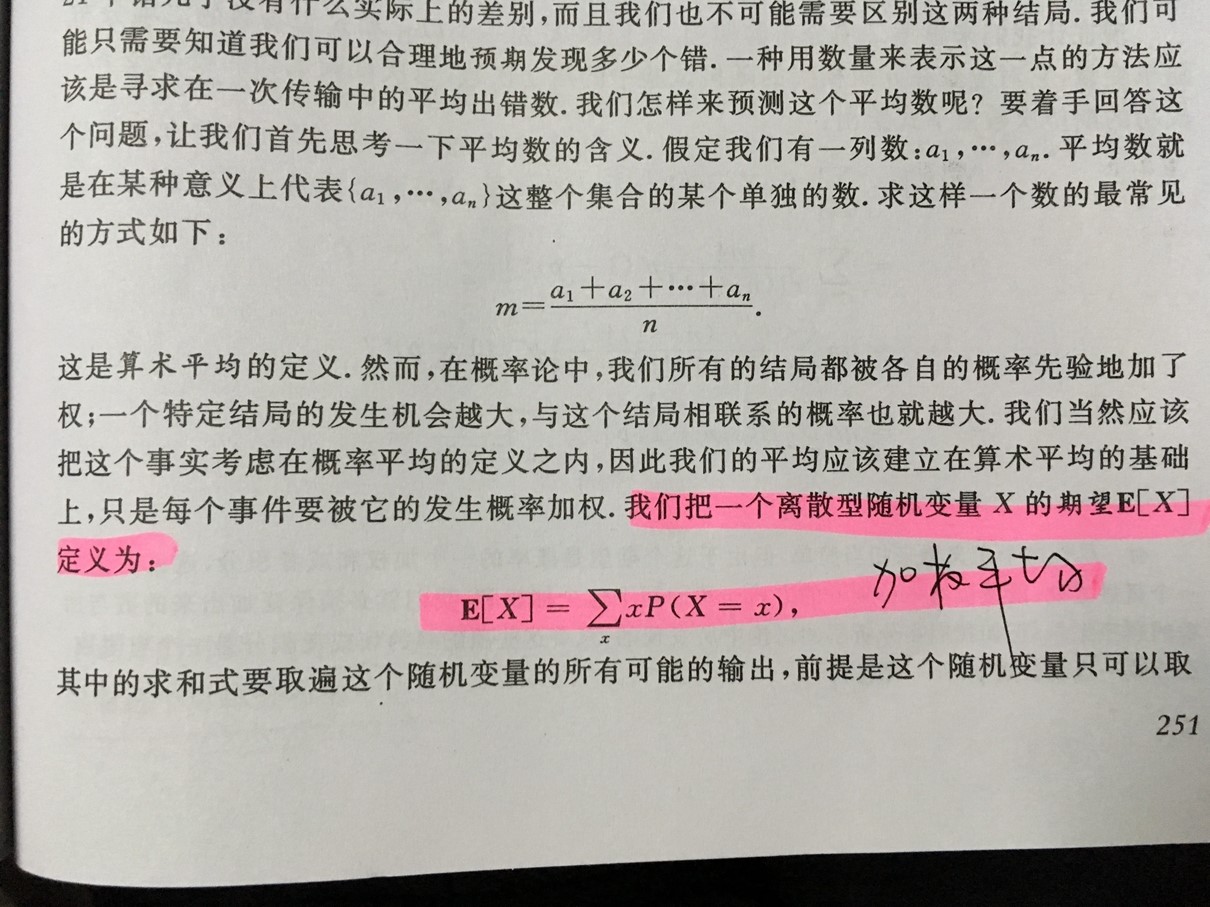 21 个错几乎没有什么实际上的差别,而且我们也不可能需要区别这两种结局. 我们可
能只需要知道我们可以合理地预期发现多少个错. 一种用数量来表示这一点的方法应
该是寻求在一次传输中的平均出错数. 我们怎样来预测这个平均数呢? 要着手回答这
个问题,让我们首先思考一下平均数的含义. 假定我们有一列数:a₁,⋯,aₙ. 平均数就
是在某种意义上代表{a₁,⋯,aₙ}这整个集合的某个单独的数. 求这样一个数的最常见
的方式如下:
m=(a₁+a₂+⋯+aₙ)/n.
这是算术平均的定义. 然而,在概率论中,我们所有的结局都被各自的概率先验地加了
权;一个特定结局的发生机会越大,与这个结局相联系的概率也就越大. 我们当然应该
把这个事实考虑在概率平均的定义之内,因此我们的平均应该建立在算术平均的基础
上,只是每个事件要被它的发生概率加权. 我们把一个离散型随机变量 X 的期望E[X]
定义为:
加权平均
E[X] = ∑ₓ xP(X = x),
其中的求和式要取遍这个随机变量的所有可能的输出,前提是这个随机变量只可以取
251